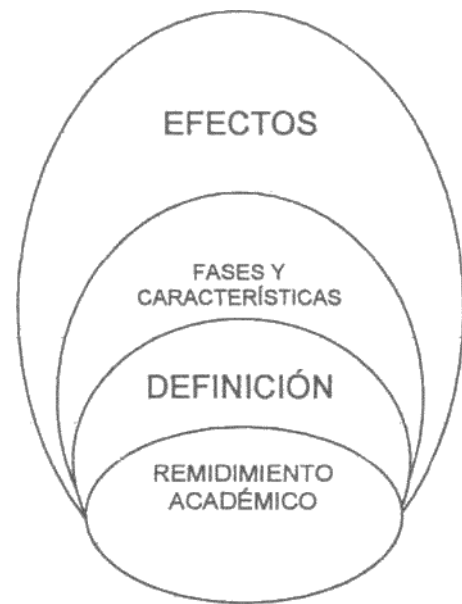 EFECTOS
FASES Y
CARACTERÍSTICAS
DEFINICIÓN
REMIDIMIENTO
ACADÉMICO